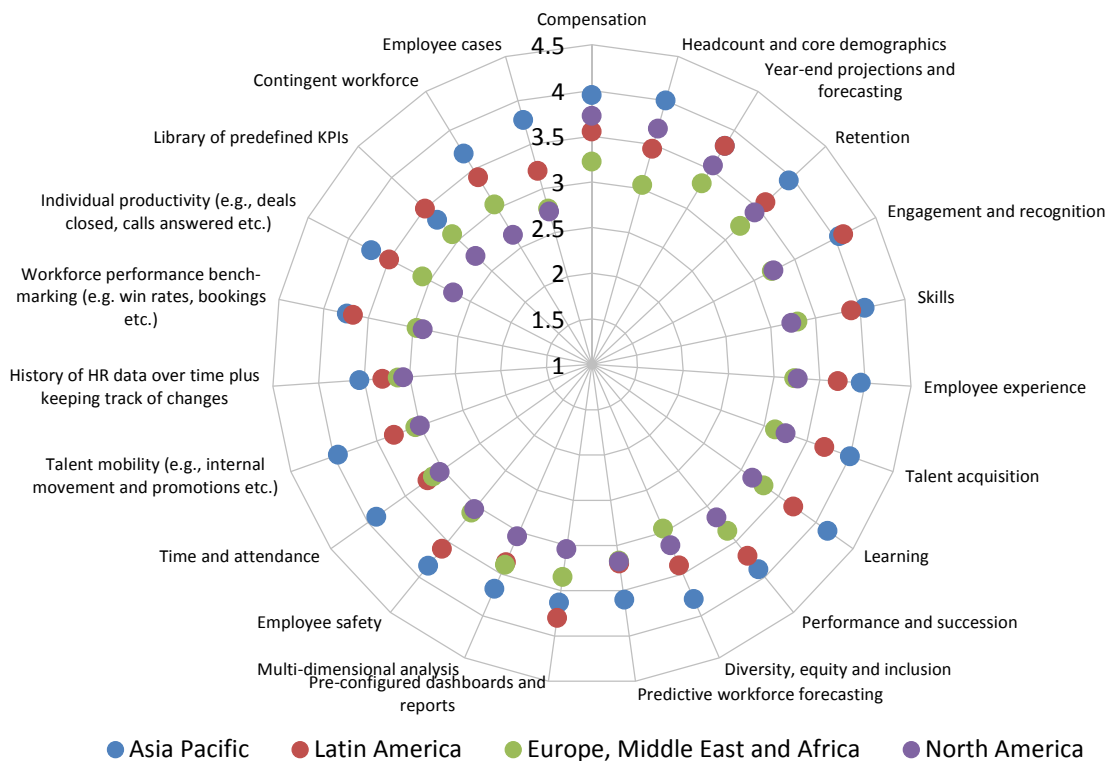 Compensation
Employee cases
Headcount and core demographics
Contingent workforce
Year-end projections and
forecasting
Library of predefined KPIs
Retention
Individual productivity (e.g., deals
closed, calls answered etc.)
Engagement and recognition
Workforce performance bench-
marking (e.g. win rates, bookings
etc.)
Skills
History of HR data over time plus
keeping track of changes
Employee experience
Talent mobility (e.g., internal
movement and promotions etc.)
Talent acquisition
Time and attendance
Learning
Employee safety
Performance and succession
Multi-dimensional analysis
Diversity, equity and inclusion
Pre-configured dashboards and
reports
Predictive workforce forecasting
4.5
4
3.5
3
2.5
2
1.5
1
Asia Pacific
Latin America
Europe, Middle East and Africa
North America